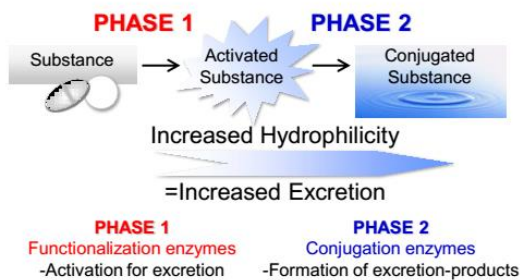 PHASE 1
PHASE 2
Substance
Activated
Substance
Conjugated
Substance
Increased Hydrophilicity
=Increased Excretion
PHASE 1
Functionalization enzymes
-Activation for excretion
PHASE 2
Conjugation enzymes
-Formation of excretion-products